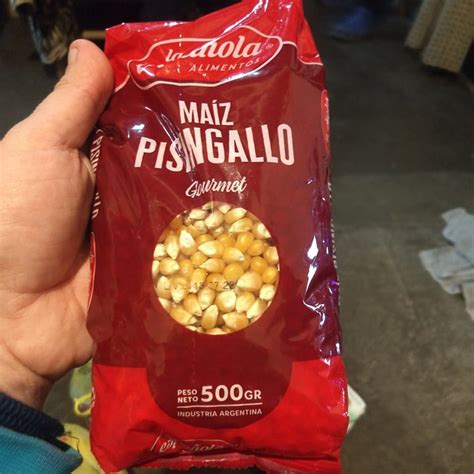 ALIMENTOS
MAÍZ
PISINGALLO
Gourmet
PESO
NETO 500GR
INDUSTRIA ARGENTINA